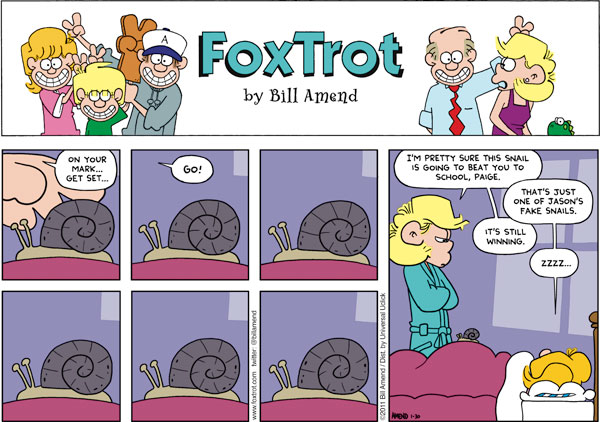 A
FOXTROT
by Bill Amend
ON YOUR
MARK...
GET SET...
GO!
I'M PRETTY SURE THIS SNAIL
IS GOING TO BEAT YOU TO
SCHOOL, PAIGE.
THAT'S JUST
ONE OF JASON'S
FAKE SNAILS.
IT'S STILL
WINNING.
ZZZZ...
www.foxtrot.com twitter: @billamend
©2011 Bill Amend / Dist. by Universal Uclick
AMEND 1-30